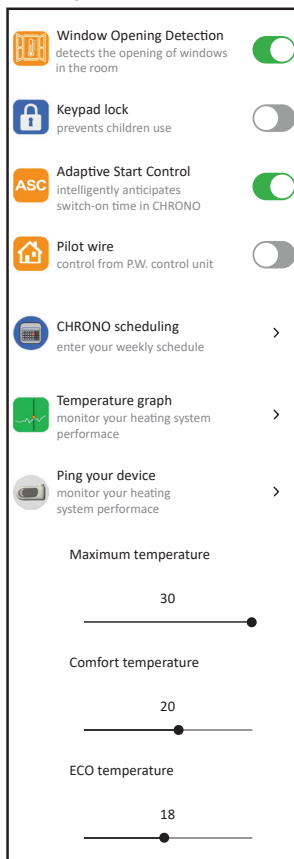 Window Opening Detection
detects the opening of windows
in the room
Keypad lock
prevents children use
ASC
Adaptive Start Control
intelligently anticipates
switch-on time in CHRONO
Pilot wire
control from P.W. control unit
CHRONO scheduling
enter your weekly schedule
Temperature graph
monitor your heating system
performace
Ping your device
monitor your heating
system performace
Maximum temperature
30
Comfort temperature
20
ECO temperature
18